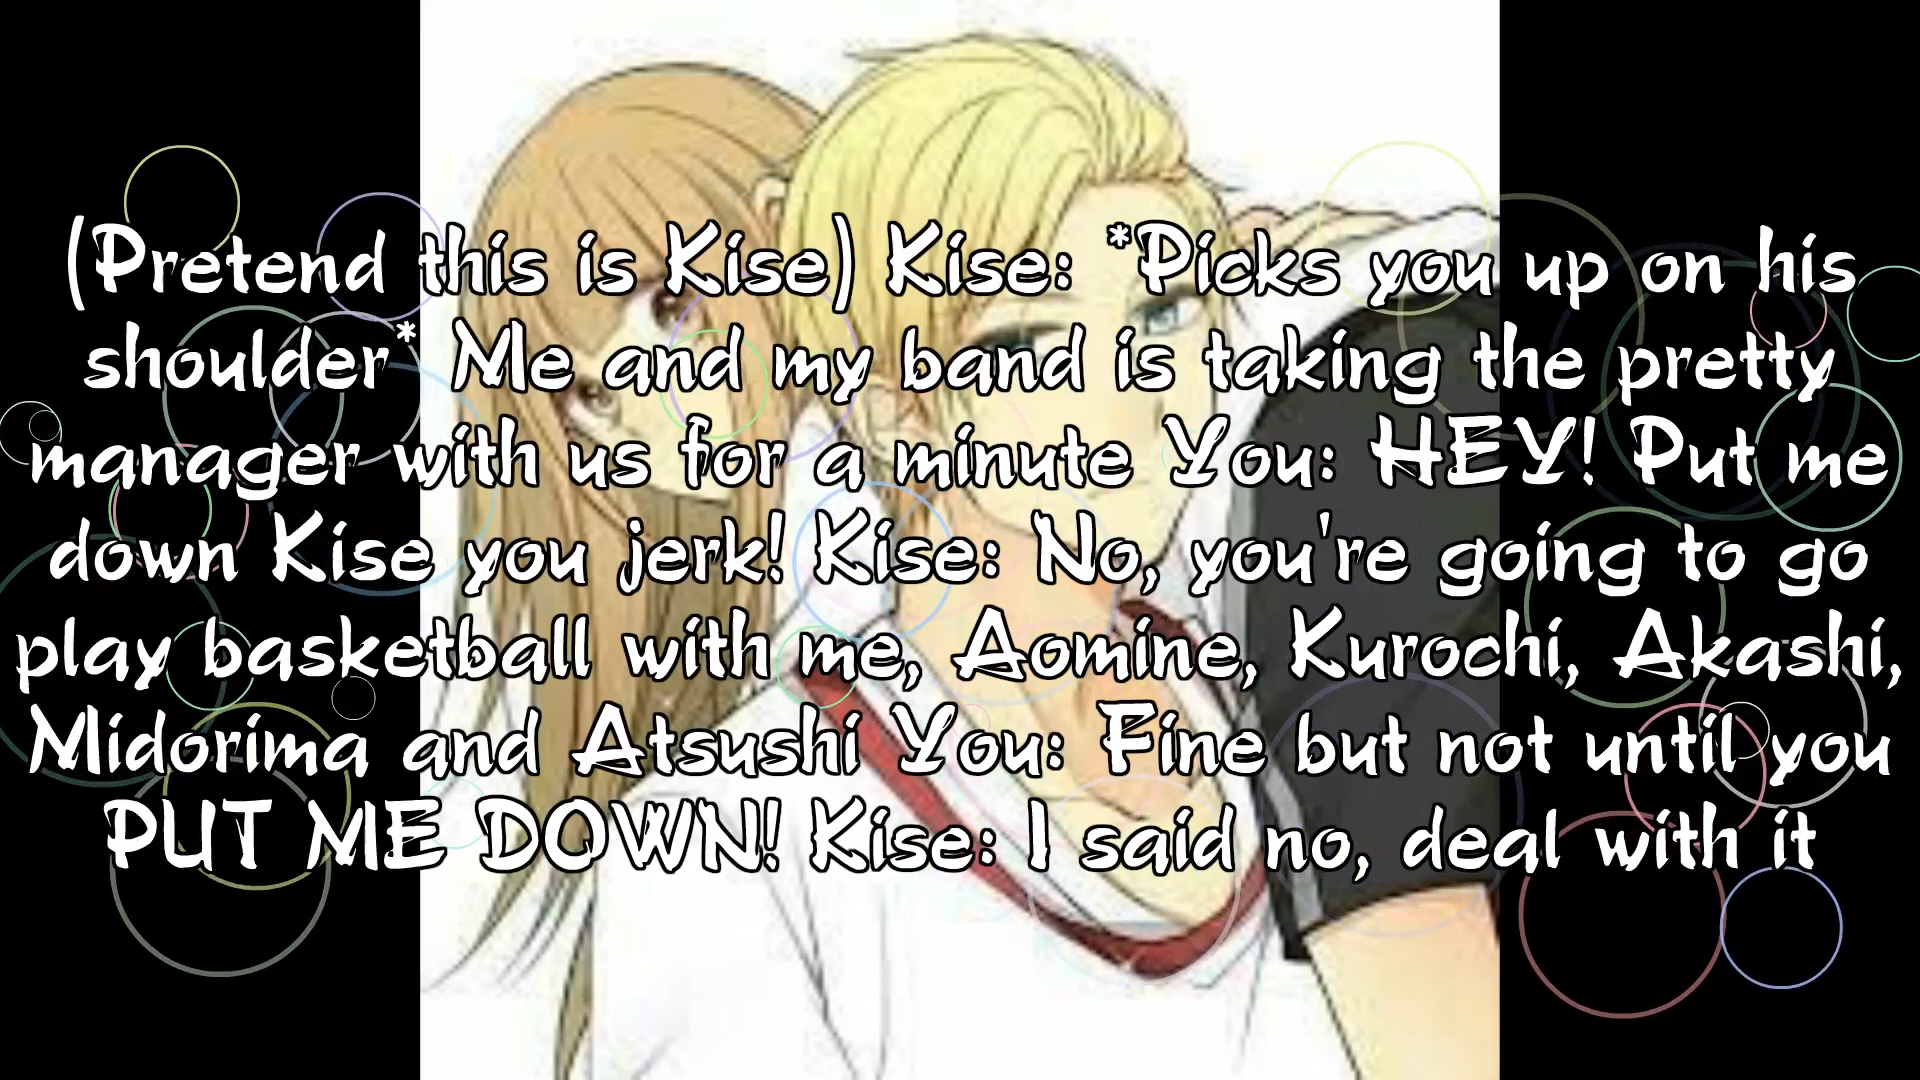 (Pretend this is Kise) Kise: *Picks you up on his
shoulder* Me and my band is taking the pretty
manager with us for a minute You: HEY! Put me
down Kise you jerk! Kise: No, you're going to go
play basketball with me, Aomine, Kurochi, Akashi,
Midorima and Atsushi You: Fine but not until you
PUT ME DOWN! Kise: I said no, deal with it